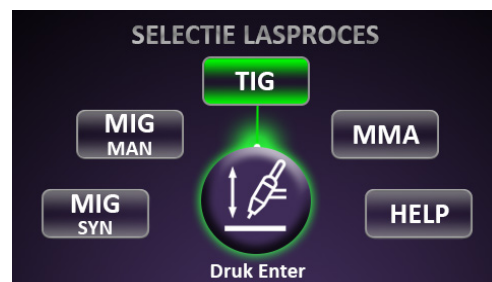 SELECTIE LASPROCES
TIG
MIG
MAN
MMA
MIG
SYN
HELP
Druk Enter